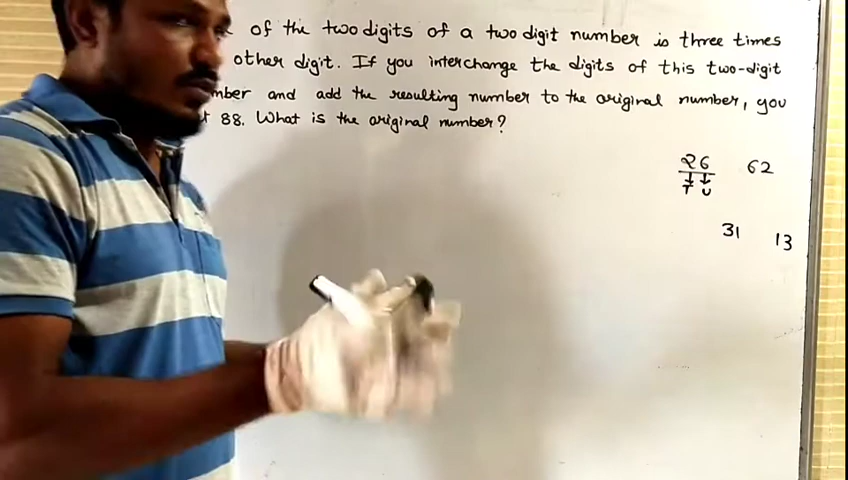 of the two digits of a two digit number is three times
other digit. If you interchange the digits of this two-digit
and add the resulting number to the original number, you
88. What is the original number?
26 62
T U
31 13